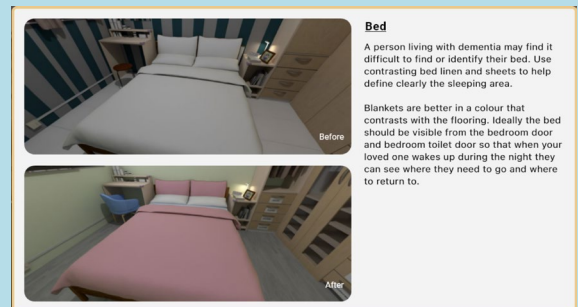 Bed
A person living with dementia may find it
difficult to find or identify their bed. Use
contrasting bed linen and sheets to help
define clearly the sleeping area.
Blankets are better in a colour that
contrasts with the flooring. Ideally the bed
should be visible from the bedroom door
and bedroom toilet door so that when your
loved one wakes up during the night they
can see where they need to go and where
to return to.
Before
After